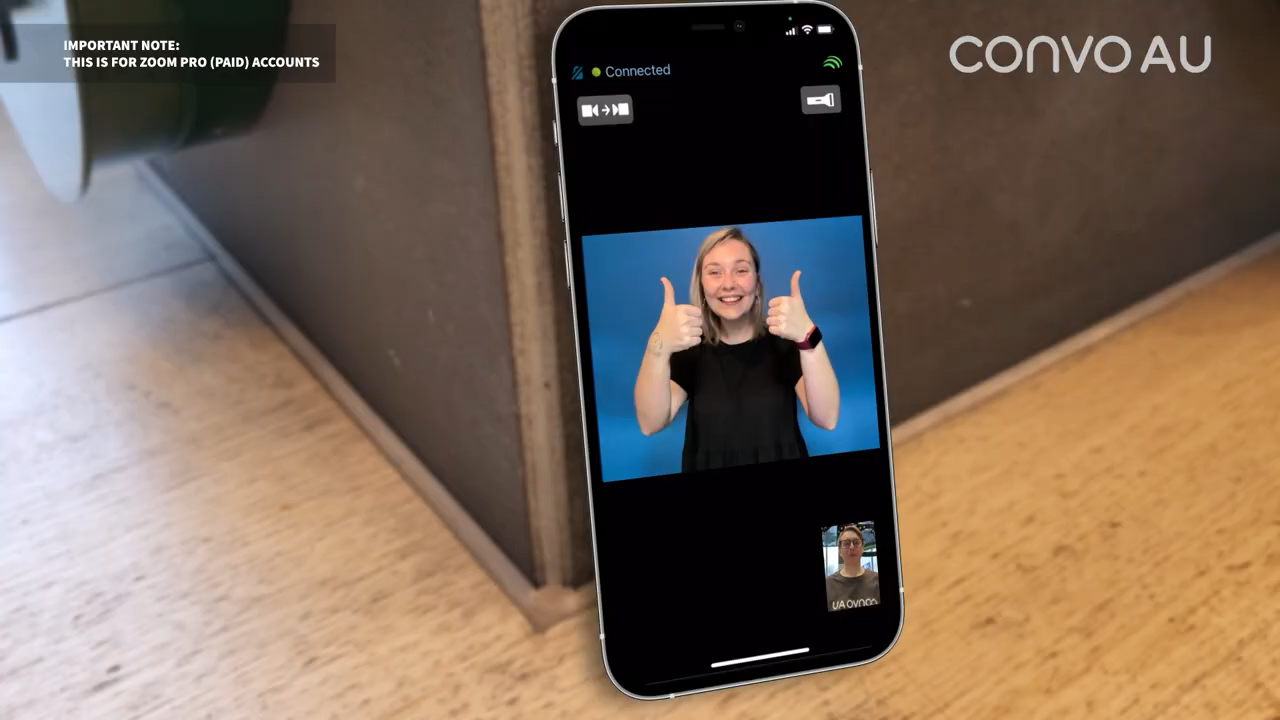 IMPORTANT NOTE:
THIS IS FOR ZOOM PRO (PAID) ACCOUNTS
CONVO AU
Connected